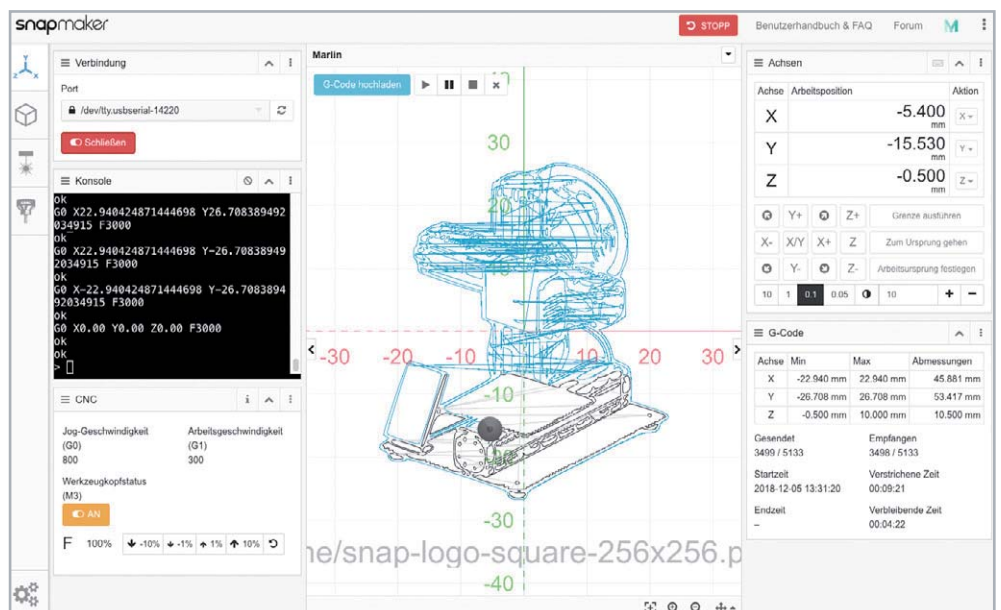 snapmaker
STOPP
Benutzerhandbuch & FAQ
Forum
Verbindung
Port
/dev/tty.usbserial-14220
Schließen
Konsole
ok
G0 X22.940424871444698 Y26.708389492
034915 F3000
ok
G0 X22.940424871444698 Y-26.70838949
2034915 F3000
ok
G0 X-22.940424871444698 Y-26.7083894
92034915 F3000
ok
G0 X0.00 Y0.00 Z0.00 F3000
ok
ok
>
CNC
Jog-Geschwindigkeit
(G0)
800
Arbeitsgeschwindigkeit
(G1)
300
Werkzeugkopfstatus
(M3)
AN
F 100% -10% -1% 1% 10%
Marlin
G-Code hochladen
30
20
-30 -20 -10 10 20 30
-10
-30
-40
ne/snap-logo-square-256x256.p
Achsen
Achse Arbeitsposition Aktion
X -5.400 mm X
Y -15.530 mm Y
Z -0.500 mm Z
Y+ Z+ Grenze ausführen
X- X/Y X+ Z Zum Ursprung gehen
Y- Z- Arbeitsursprung festlegen
10 1 0.1 0.05 10 + −
G-Code
Achse Min Max Abmessungen
X -22.940 mm 22.940 mm 45.881 mm
Y -26.708 mm 26.708 mm 53.417 mm
Z -0.500 mm 10.000 mm 10.500 mm
Gesendet
3499 / 5133
Empfangen
3498 / 5133
Startzeit
2018-12-05 13:31:20
Verstrichene Zeit
00:09:21
Endzeit
–
Verbleibende Zeit
00:04:22